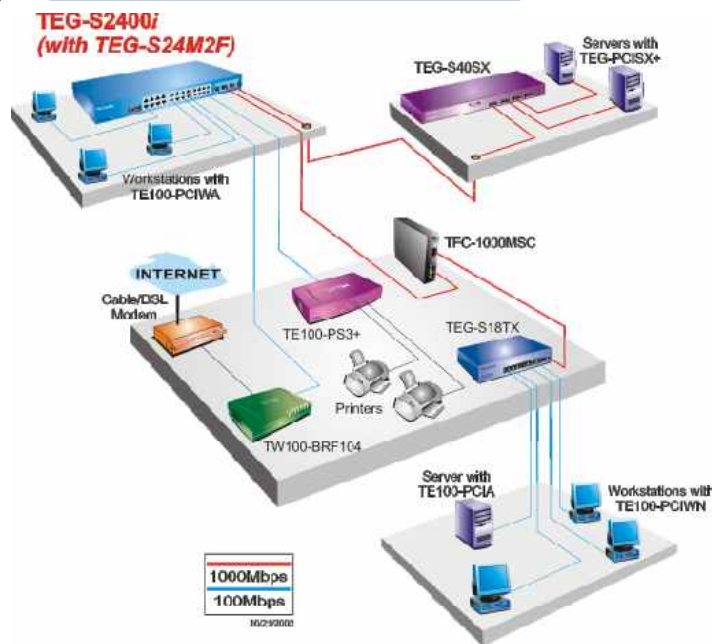 TEG-S2400i
(with TEG-S24M2F)
TEG-S40SX
Servers with
TEG-PCISX+
Workstations with
TE100-PCIWA
TFC-1000MSC
INTERNET
Cable/DSL
Modem
TE100-PS3+
TEG-S18TX
Printers
TW100-BRF104
Server with
TE100-PCIA
Workstations with
TE100-PCIWN
1000Mbps
100Mbps